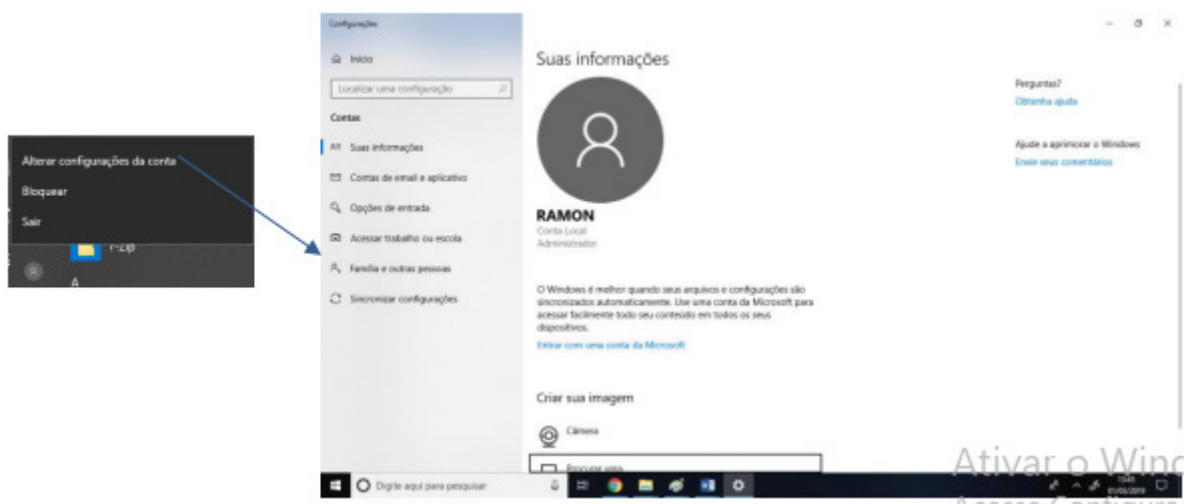 Alterar configurações da conta
Bloquear
Sair
7-Zip
A
Configurações
Início
Localizar uma configuração
Contas
Suas informações
Contas de email e aplicativo
Opções de entrada
Acessar trabalho ou escola
Família e outras pessoas
Sincronizar configurações
Suas informações
RAMON
Conta Local
Administrador
O Windows é melhor quando seus arquivos e configurações são
sincronizados automaticamente. Use uma conta da Microsoft para
acessar facilmente todo seu conteúdo em todos os seus
dispositivos.
Entrar com uma conta da Microsoft
Criar sua imagem
Câmera
Procurar uma
Perguntas?
Obtenha ajuda
Ajude a aprimorar o Windows
Envie seus comentários
Ativar o Wind
Digite aqui para pesquisar